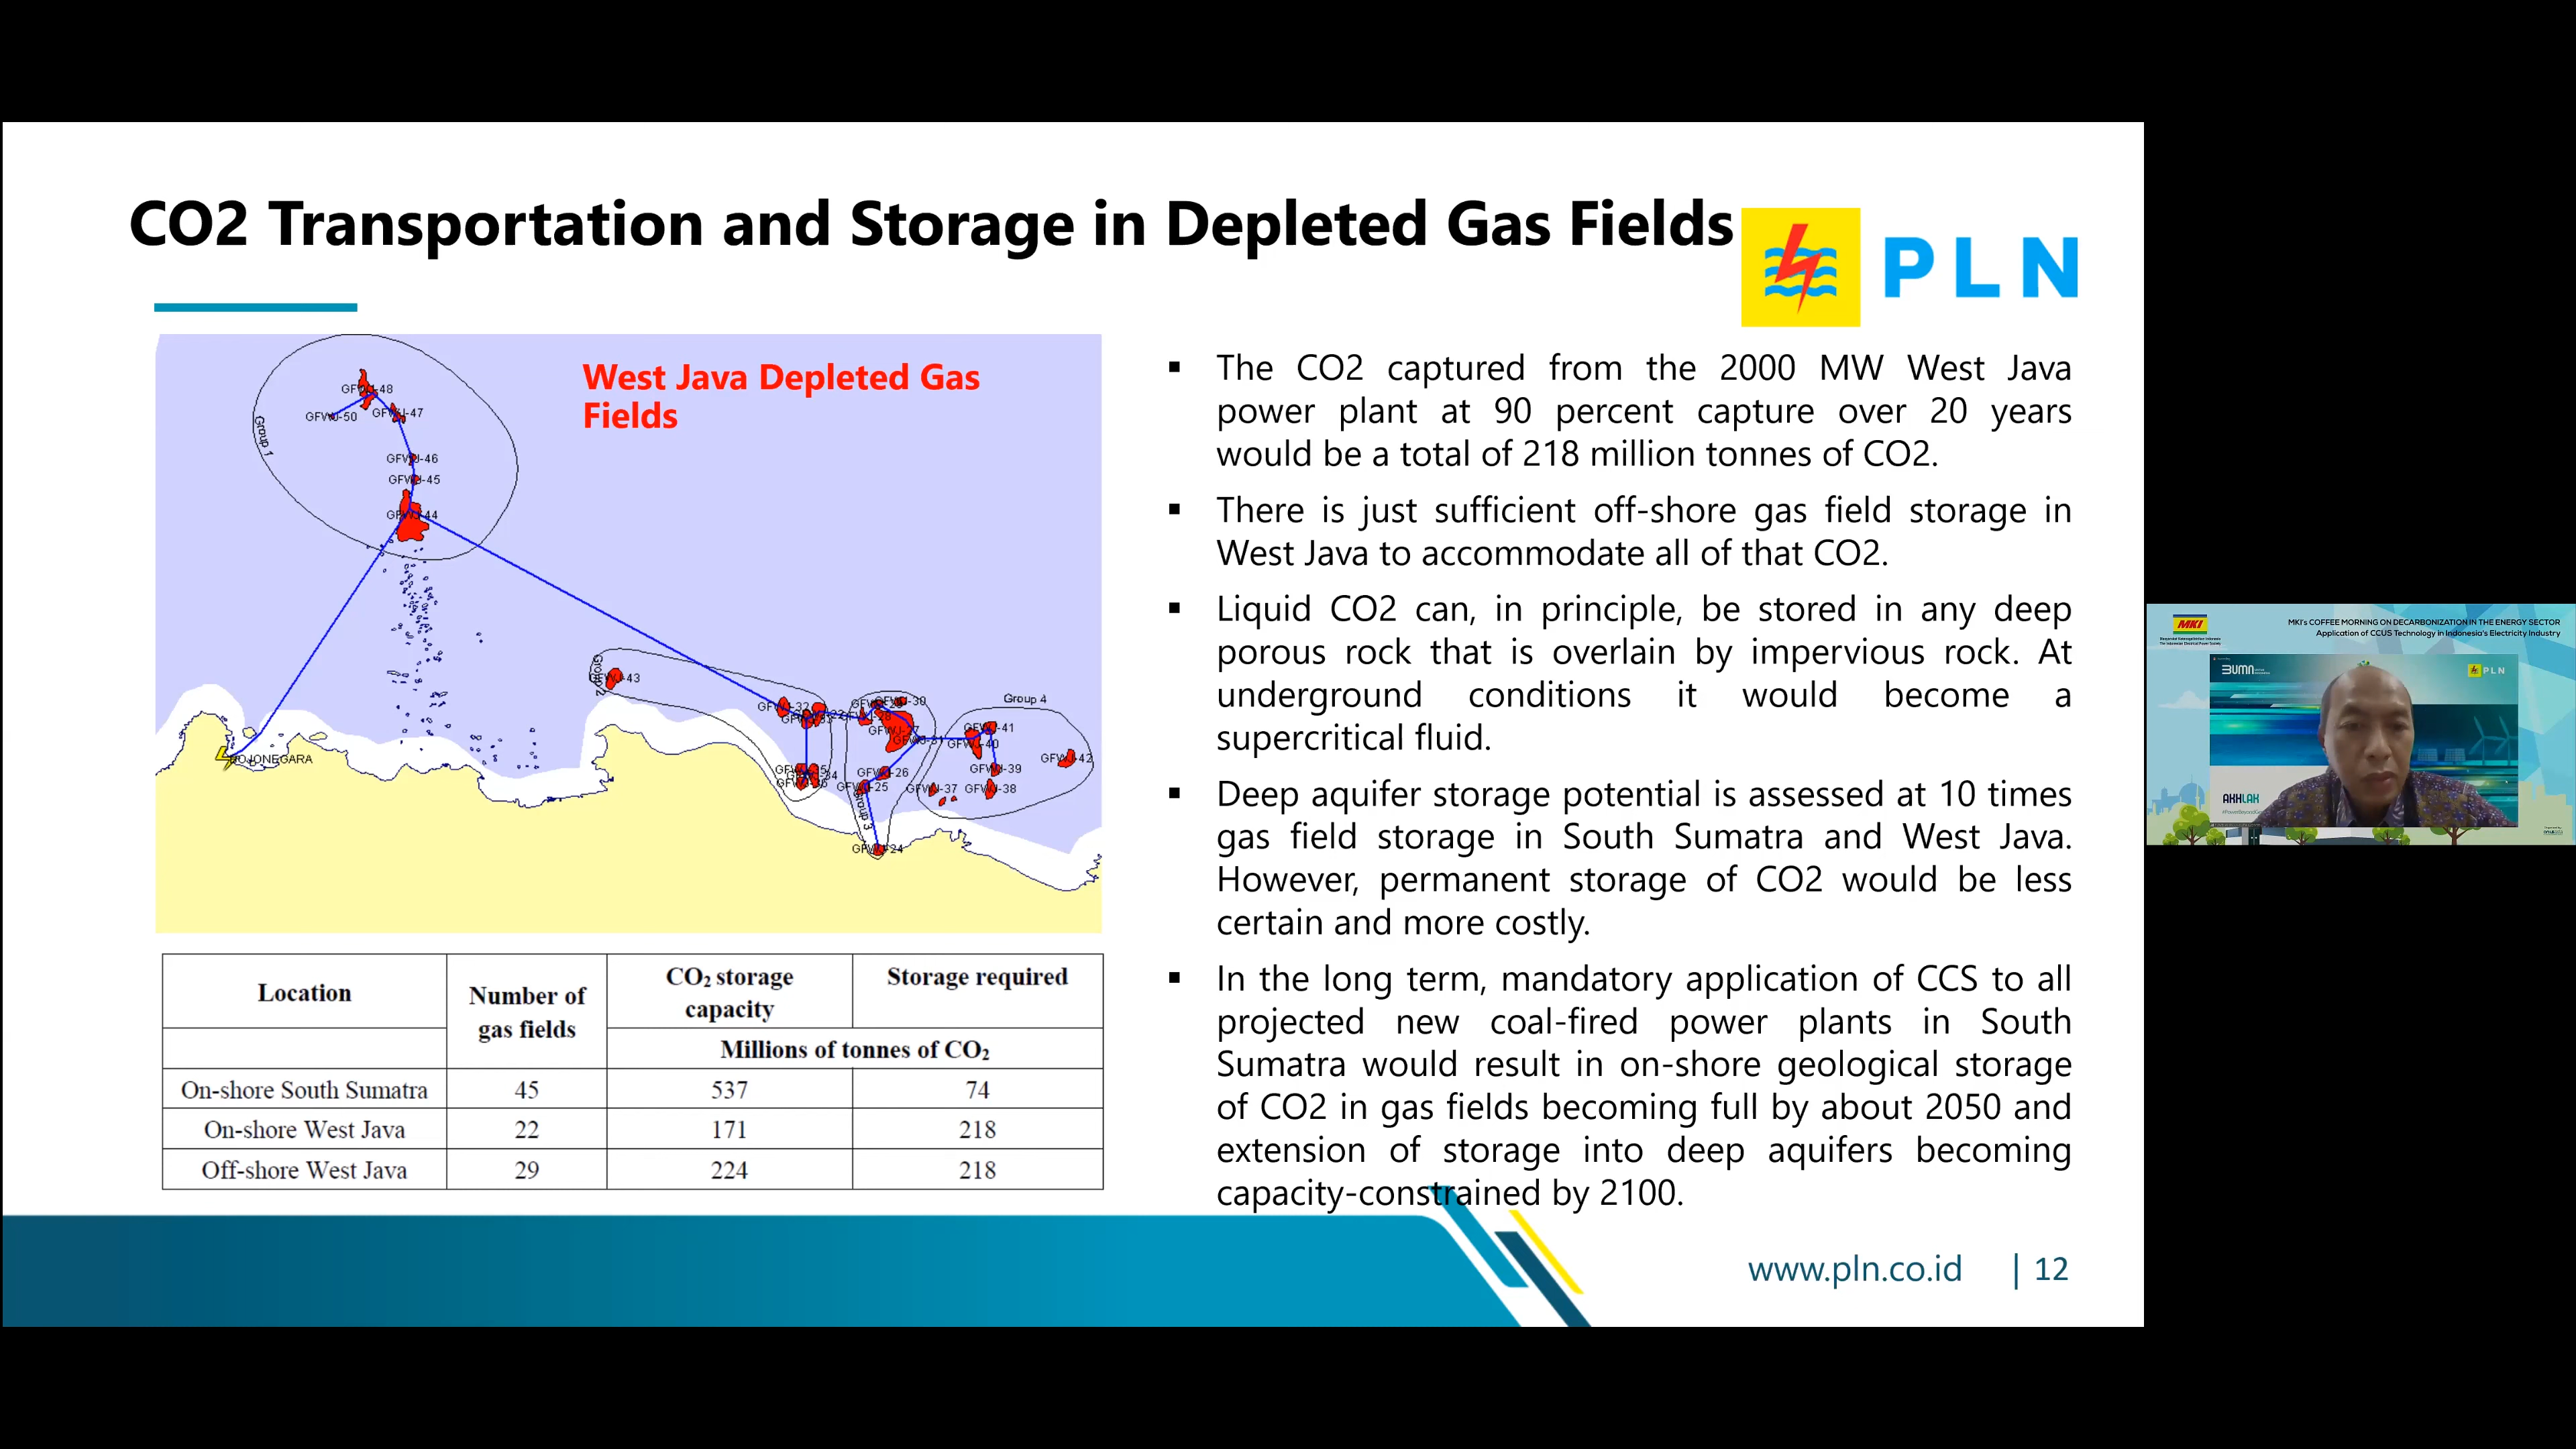 CO2 Transportation and Storage in Depleted Gas Fields
PLN
West Java Depleted Gas
Fields
Group 1
GFWJ-48
GFWJ-50
GFWJ-47
GFWJ-46
GFWJ-45
GFWJ-44
Group 2
GFWJ-43
GFWJ-32
GFWJ-30
Group 4
GFWJ-41
GFWJ-40
GFWJ-42
GFWJ-39
GFWJ-26
GFWJ-25
GFWJ-37
GFWJ-38
Group 3
GFWJ-24
BOJONEGARA
Location
Number of
gas fields
CO₂ storage
capacity
Storage required
Millions of tonnes of CO₂
On-shore South Sumatra 45 537 74
On-shore West Java 22 171 218
Off-shore West Java 29 224 218
▪ The CO2 captured from the 2000 MW West Java
power plant at 90 percent capture over 20 years
would be a total of 218 million tonnes of CO2.
▪ There is just sufficient off-shore gas field storage in
West Java to accommodate all of that CO2.
▪ Liquid CO2 can, in principle, be stored in any deep
porous rock that is overlain by impervious rock. At
underground conditions it would become a
supercritical fluid.
▪ Deep aquifer storage potential is assessed at 10 times
gas field storage in South Sumatra and West Java.
However, permanent storage of CO2 would be less
certain and more costly.
▪ In the long term, mandatory application of CCS to all
projected new coal-fired power plants in South
Sumatra would result in on-shore geological storage
of CO2 in gas fields becoming full by about 2050 and
extension of storage into deep aquifers becoming
capacity-constrained by 2100.
www.pln.co.id | 12
MKI
MKI's COFFEE MORNING ON DECARBONIZATION IN THE ENERGY SECTOR
Application of CCUS Technology in Indonesia's Electricity Industry
BUMN
PLN
AKHLAK